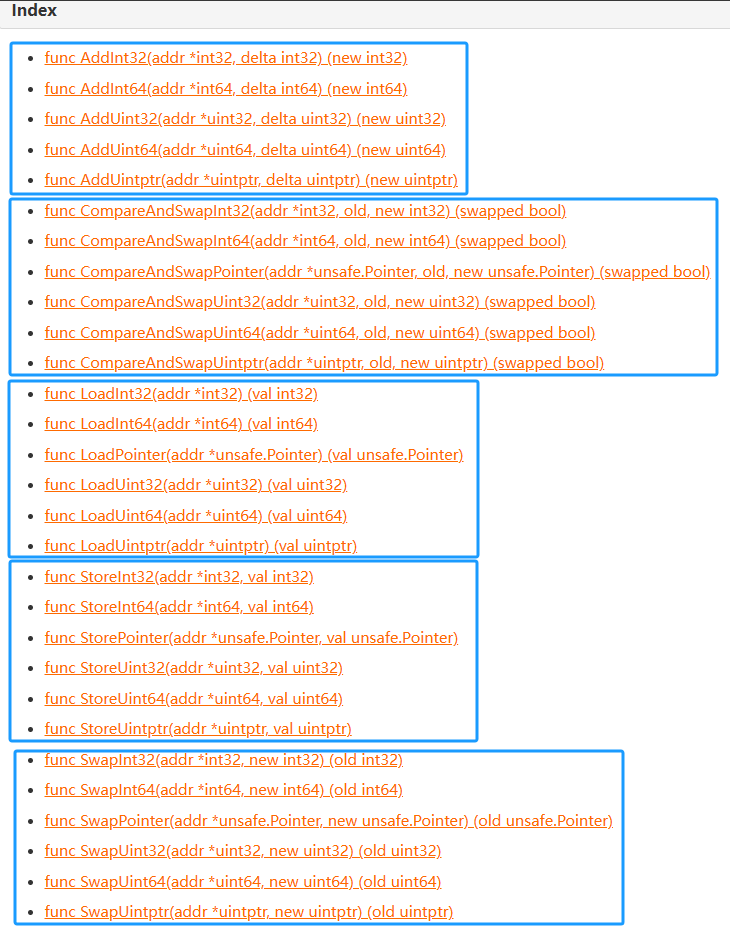 Index
func AddInt32(addr *int32, delta int32) (new int32)
func AddInt64(addr *int64, delta int64) (new int64)
func AddUint32(addr *uint32, delta uint32) (new uint32)
func AddUint64(addr *uint64, delta uint64) (new uint64)
func AddUintptr(addr *uintptr, delta uintptr) (new uintptr)
func CompareAndSwapInt32(addr *int32, old, new int32) (swapped bool)
func CompareAndSwapInt64(addr *int64, old, new int64) (swapped bool)
func CompareAndSwapPointer(addr *unsafe.Pointer, old, new unsafe.Pointer) (swapped bool)
func CompareAndSwapUint32(addr *uint32, old, new uint32) (swapped bool)
func CompareAndSwapUint64(addr *uint64, old, new uint64) (swapped bool)
func CompareAndSwapUintptr(addr *uintptr, old, new uintptr) (swapped bool)
func LoadInt32(addr *int32) (val int32)
func LoadInt64(addr *int64) (val int64)
func LoadPointer(addr *unsafe.Pointer) (val unsafe.Pointer)
func LoadUint32(addr *uint32) (val uint32)
func LoadUint64(addr *uint64) (val uint64)
func LoadUintptr(addr *uintptr) (val uintptr)
func StoreInt32(addr *int32, val int32)
func StoreInt64(addr *int64, val int64)
func StorePointer(addr *unsafe.Pointer, val unsafe.Pointer)
func StoreUint32(addr *uint32, val uint32)
func StoreUint64(addr *uint64, val uint64)
func StoreUintptr(addr *uintptr, val uintptr)
func SwapInt32(addr *int32, new int32) (old int32)
func SwapInt64(addr *int64, new int64) (old int64)
func SwapPointer(addr *unsafe.Pointer, new unsafe.Pointer) (old unsafe.Pointer)
func SwapUint32(addr *uint32, new uint32) (old uint32)
func SwapUint64(addr *uint64, new uint64) (old uint64)
func SwapUintptr(addr *uintptr, new uintptr) (old uintptr)